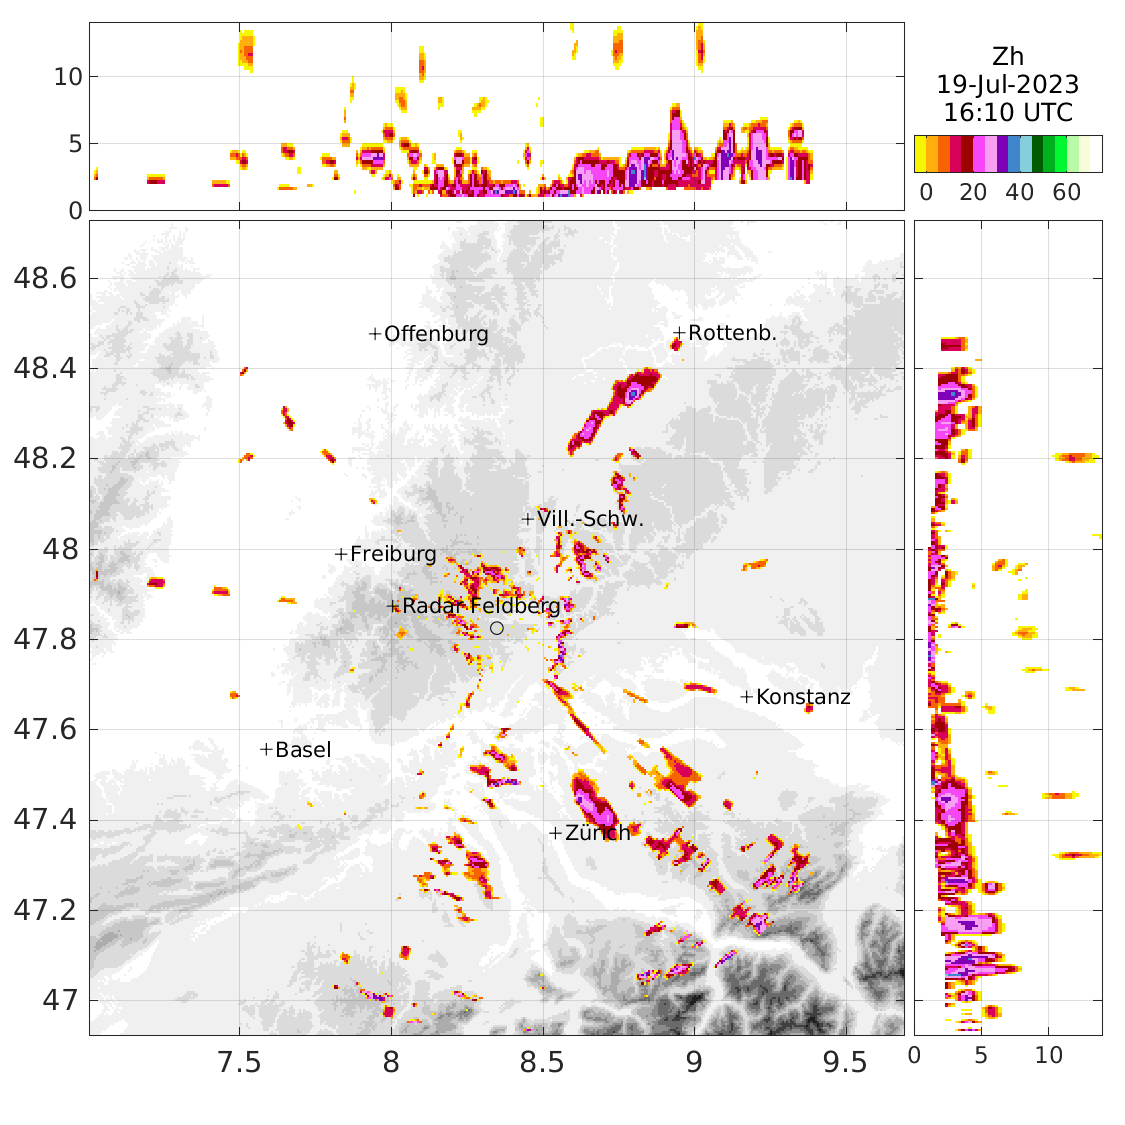 10
5
0
Zh
19-Jul-2023
16:10 UTC
0 20 40 60
48.6
48.4
48.2
48
47.8
47.6
47.4
47.2
47
Offenburg
Rottenb.
Vill.-Schw.
Freiburg
Radar Feldberg
Konstanz
Basel
Zürich
7.5 8 8.5 9 9.5
0 5 10